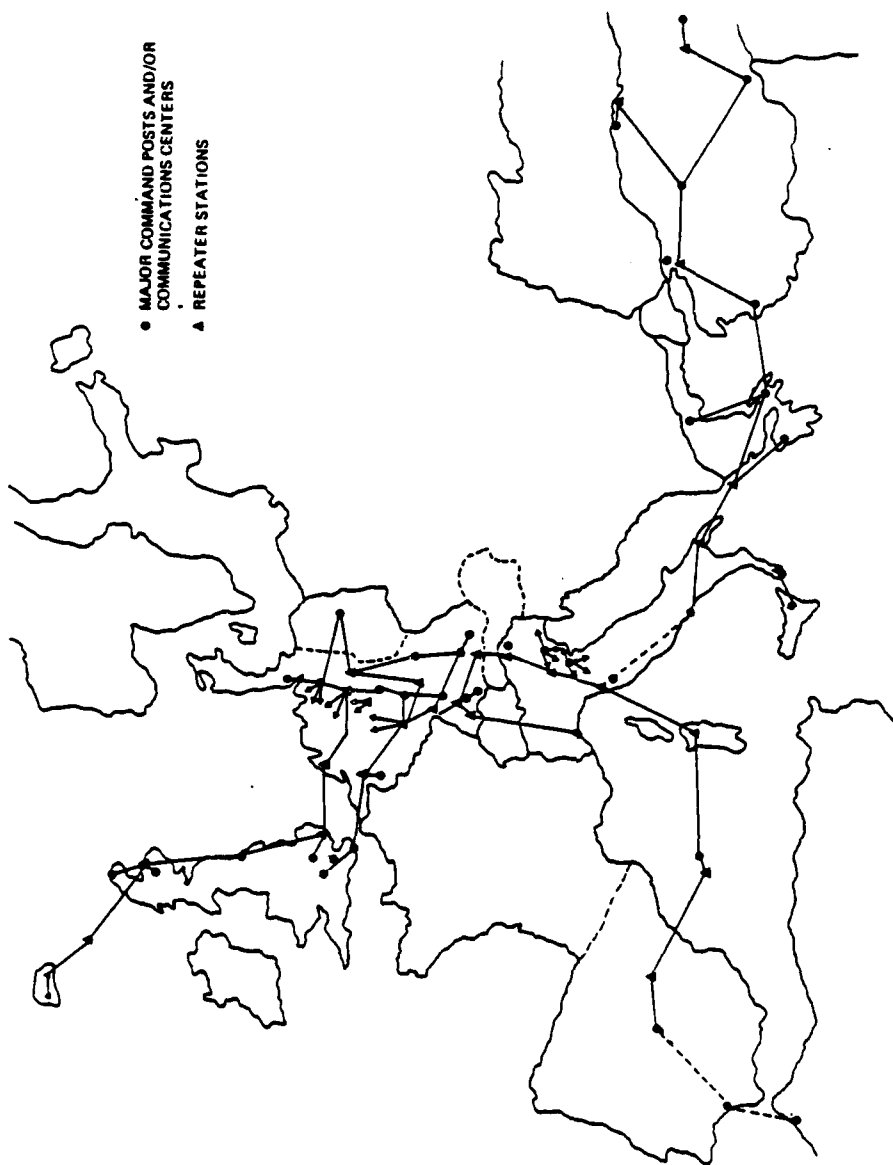 ● MAJOR COMMAND POSTS AND/OR
COMMUNICATIONS CENTERS
▲ REPEATER STATIONS